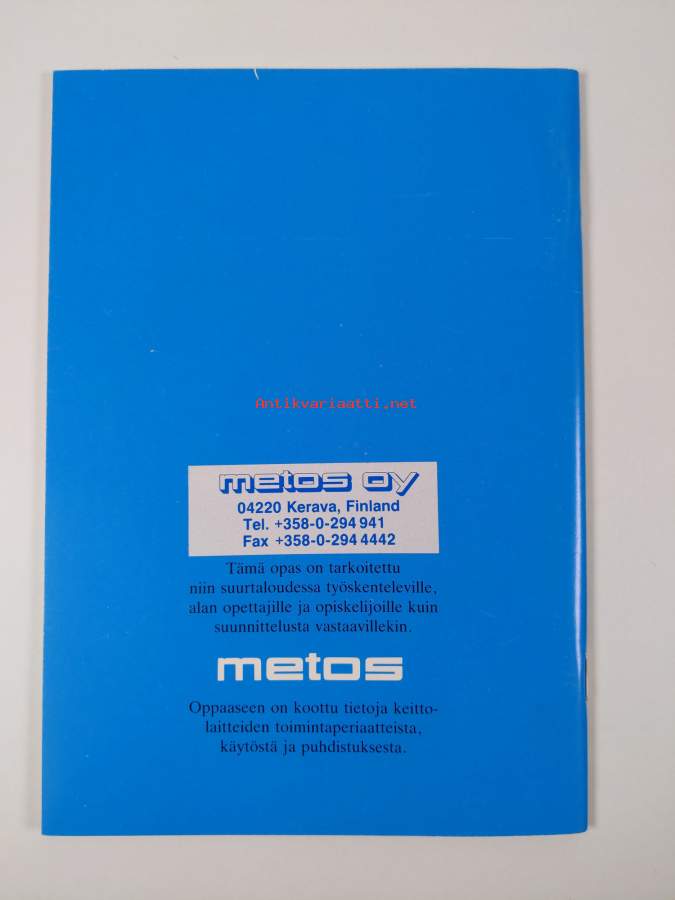 Antikvariaatti.net
metos oy
04220 Kerava, Finland
Tel. +358-0-294 941
Fax +358-0-294 4442
Tämä opas on tarkoitettu
niin suurtaloudessa työskenteleville,
alan opettajille ja opiskelijoille kuin
suunnittelusta vastaavillekin.
metos
Oppaaseen on koottu tietoja keitto-
laitteiden toimintaperiaatteista,
käytöstä ja puhdistuksesta.